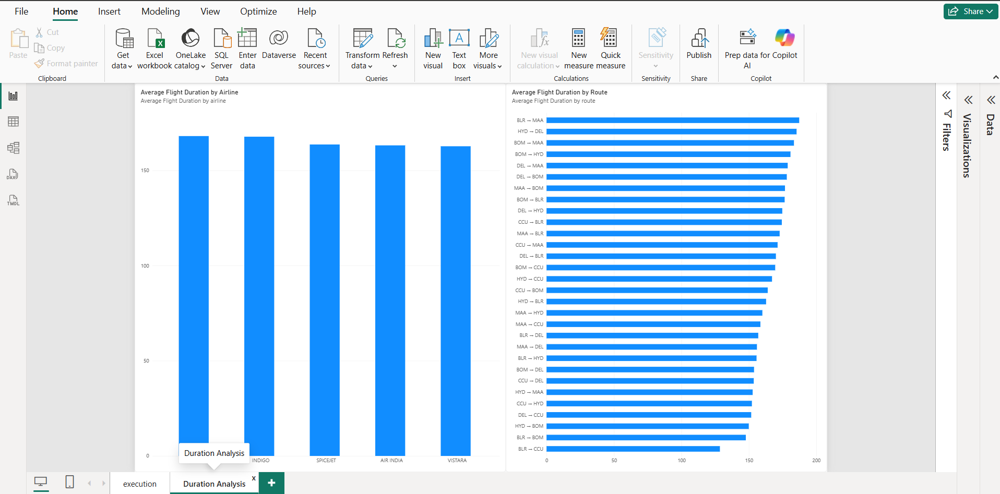 File Home Insert Modeling View Optimize Help Share
Paste
Cut
Copy
Format painter
Clipboard
Get data
Excel workbook
OneLake catalog
SQL Server
Enter data
Dataverse
Recent sources
Data
Transform data
Refresh
Queries
New visual
Text box
A
More visuals
Insert
New visual calculation
New measure
Quick measure
Calculations
Sensitivity
Sensitivity
Publish
Share
Prep data for AI
Copilot
Copilot
DAX
TMDL
Average Flight Duration by Airline
Average Flight Duration by airline
150
100
50
0
INDIGO SPICEJET AIR INDIA VISTARA
Duration Analysis
Average Flight Duration by Route
Average Flight Duration by route
BLR → MAA
HYD → DEL
BOM → MAA
BOM → HYD
DEL → MAA
DEL → BOM
MAA → BOM
BOM → BLR
DEL → HYD
CCU → BLR
MAA → BLR
CCU → MAA
DEL → BLR
BOM → CCU
HYD → CCU
CCU → BOM
HYD → BLR
MAA → HYD
MAA → CCU
BLR → DEL
MAA → DEL
BLR → HYD
BOM → DEL
CCU → DEL
HYD → MAA
CCU → HYD
DEL → CCU
HYD → BOM
BLR → BOM
BLR → CCU
0 50 100 150 200
Filters
Visualizations
Data
execution
Duration Analysis
x
+